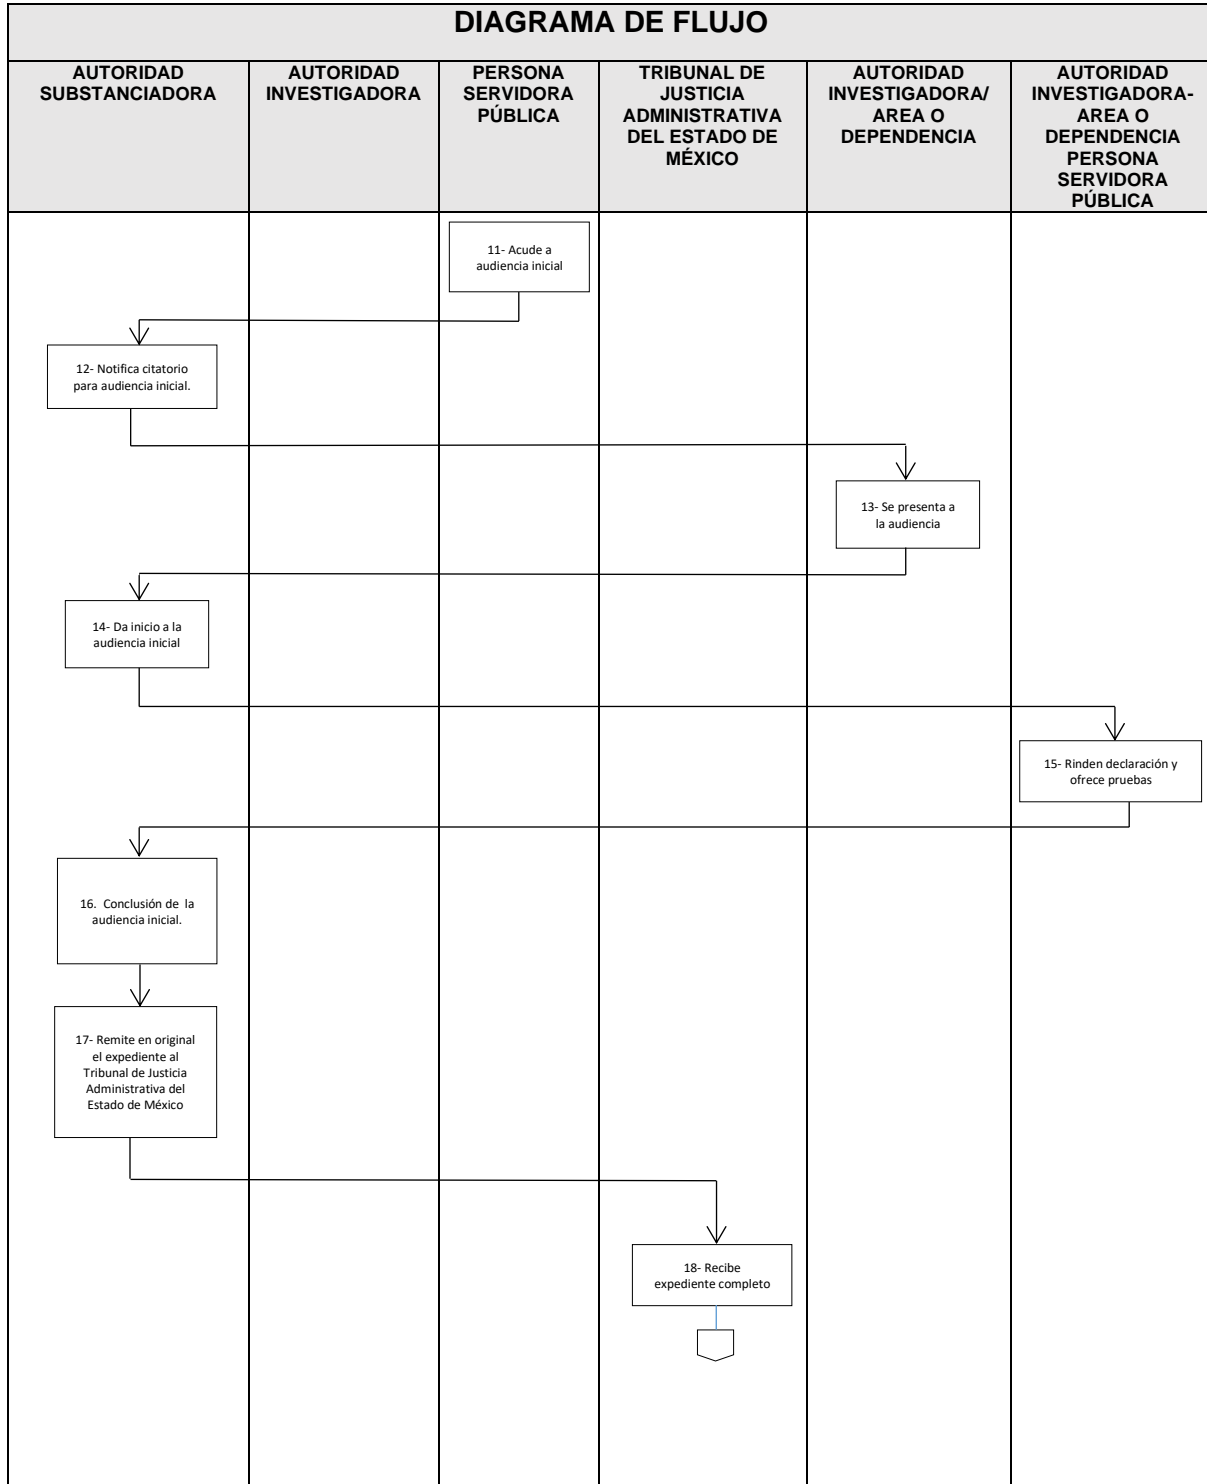 DIAGRAMA DE FLUJO
AUTORIDAD
SUBSTANCIADORA
AUTORIDAD
INVESTIGADORA
PERSONA
SERVIDORA
PÚBLICA
TRIBUNAL DE
JUSTICIA
ADMINISTRATIVA
DEL ESTADO DE
MÉXICO
AUTORIDAD
INVESTIGADORA/
AREA O
DEPENDENCIA
AUTORIDAD
INVESTIGADORA-
AREA O
DEPENDENCIA
PERSONA
SERVIDORA
PÚBLICA
11- Acude a
audiencia inicial
12- Notifica citatorio
para audiencia inicial.
13- Se presenta a
la audiencia
14- Da inicio a la
audiencia inicial
15- Rinden declaración y
ofrece pruebas
16. Conclusión de la
audiencia inicial.
17- Remite en original
el expediente al
Tribunal de Justicia
Administrativa del
Estado de México
18- Recibe
expediente completo